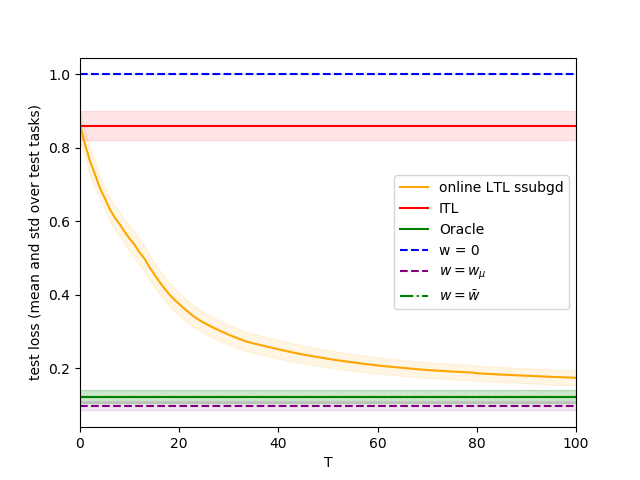 1.0
0.8
0.6
0.4
0.2
0
20
40
60
80
100
T
test loss (mean and std over test tasks)
online LTL ssubgd
ITL
Oracle
w = 0
w = w_μ
w = w̄